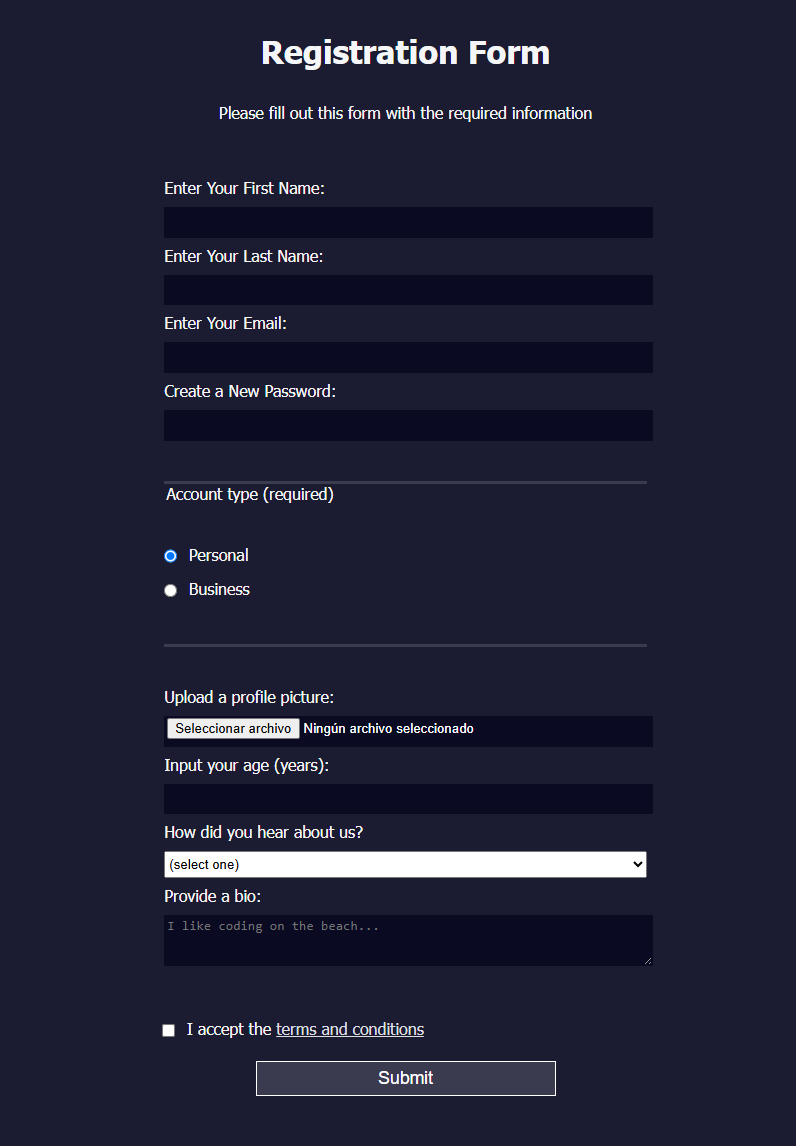 Registration Form
Please fill out this form with the required information
Enter Your First Name:
Enter Your Last Name:
Enter Your Email:
Create a New Password:
Account type (required)
Personal
Business
Upload a profile picture:
Seleccionar archivo Ningún archivo seleccionado
Input your age (years):
How did you hear about us?
(select one)
Provide a bio:
I like coding on the beach...
I accept the terms and conditions
Submit